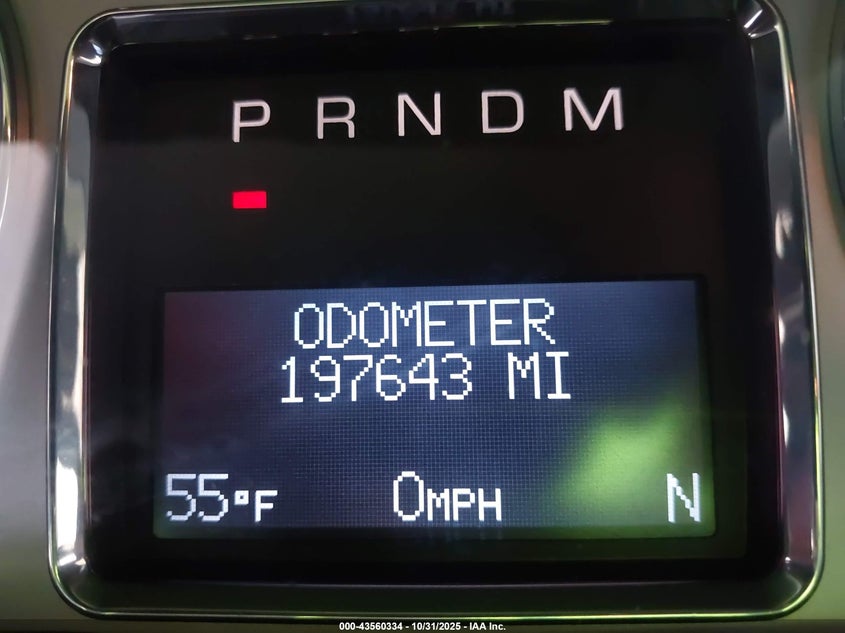 P P R N D M
ODOMETER
197643 MI
55°F 0MPH N
000-43560334 - 10/31/2025 - IAA Inc.